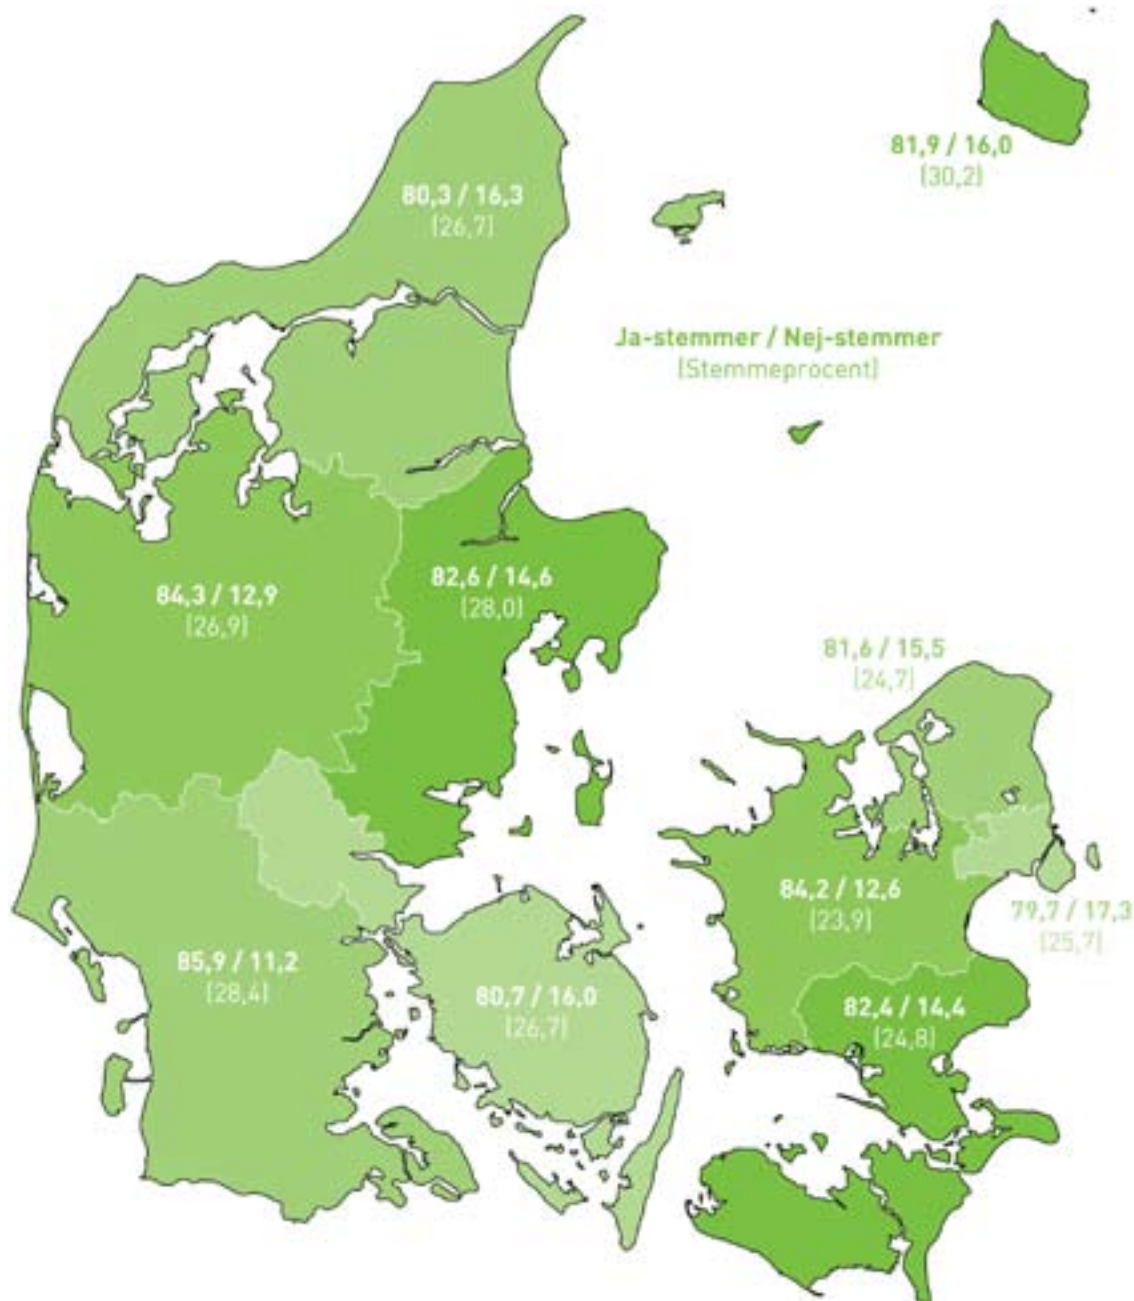 81,9 / 16,0
(30,2)
80,3 / 16,3
(26,7)
Ja-stemmer / Nej-stemmer
(Stemmeprocent)
84,3 / 12,9
(26,9)
82,6 / 14,6
(28,0)
81,6 / 15,5
(24,7)
84,2 / 12,6
(23,9)
79,7 / 17,3
(25,7)
85,9 / 11,2
(28,4)
80,7 / 16,0
(26,7)
82,4 / 14,4
(24,8)